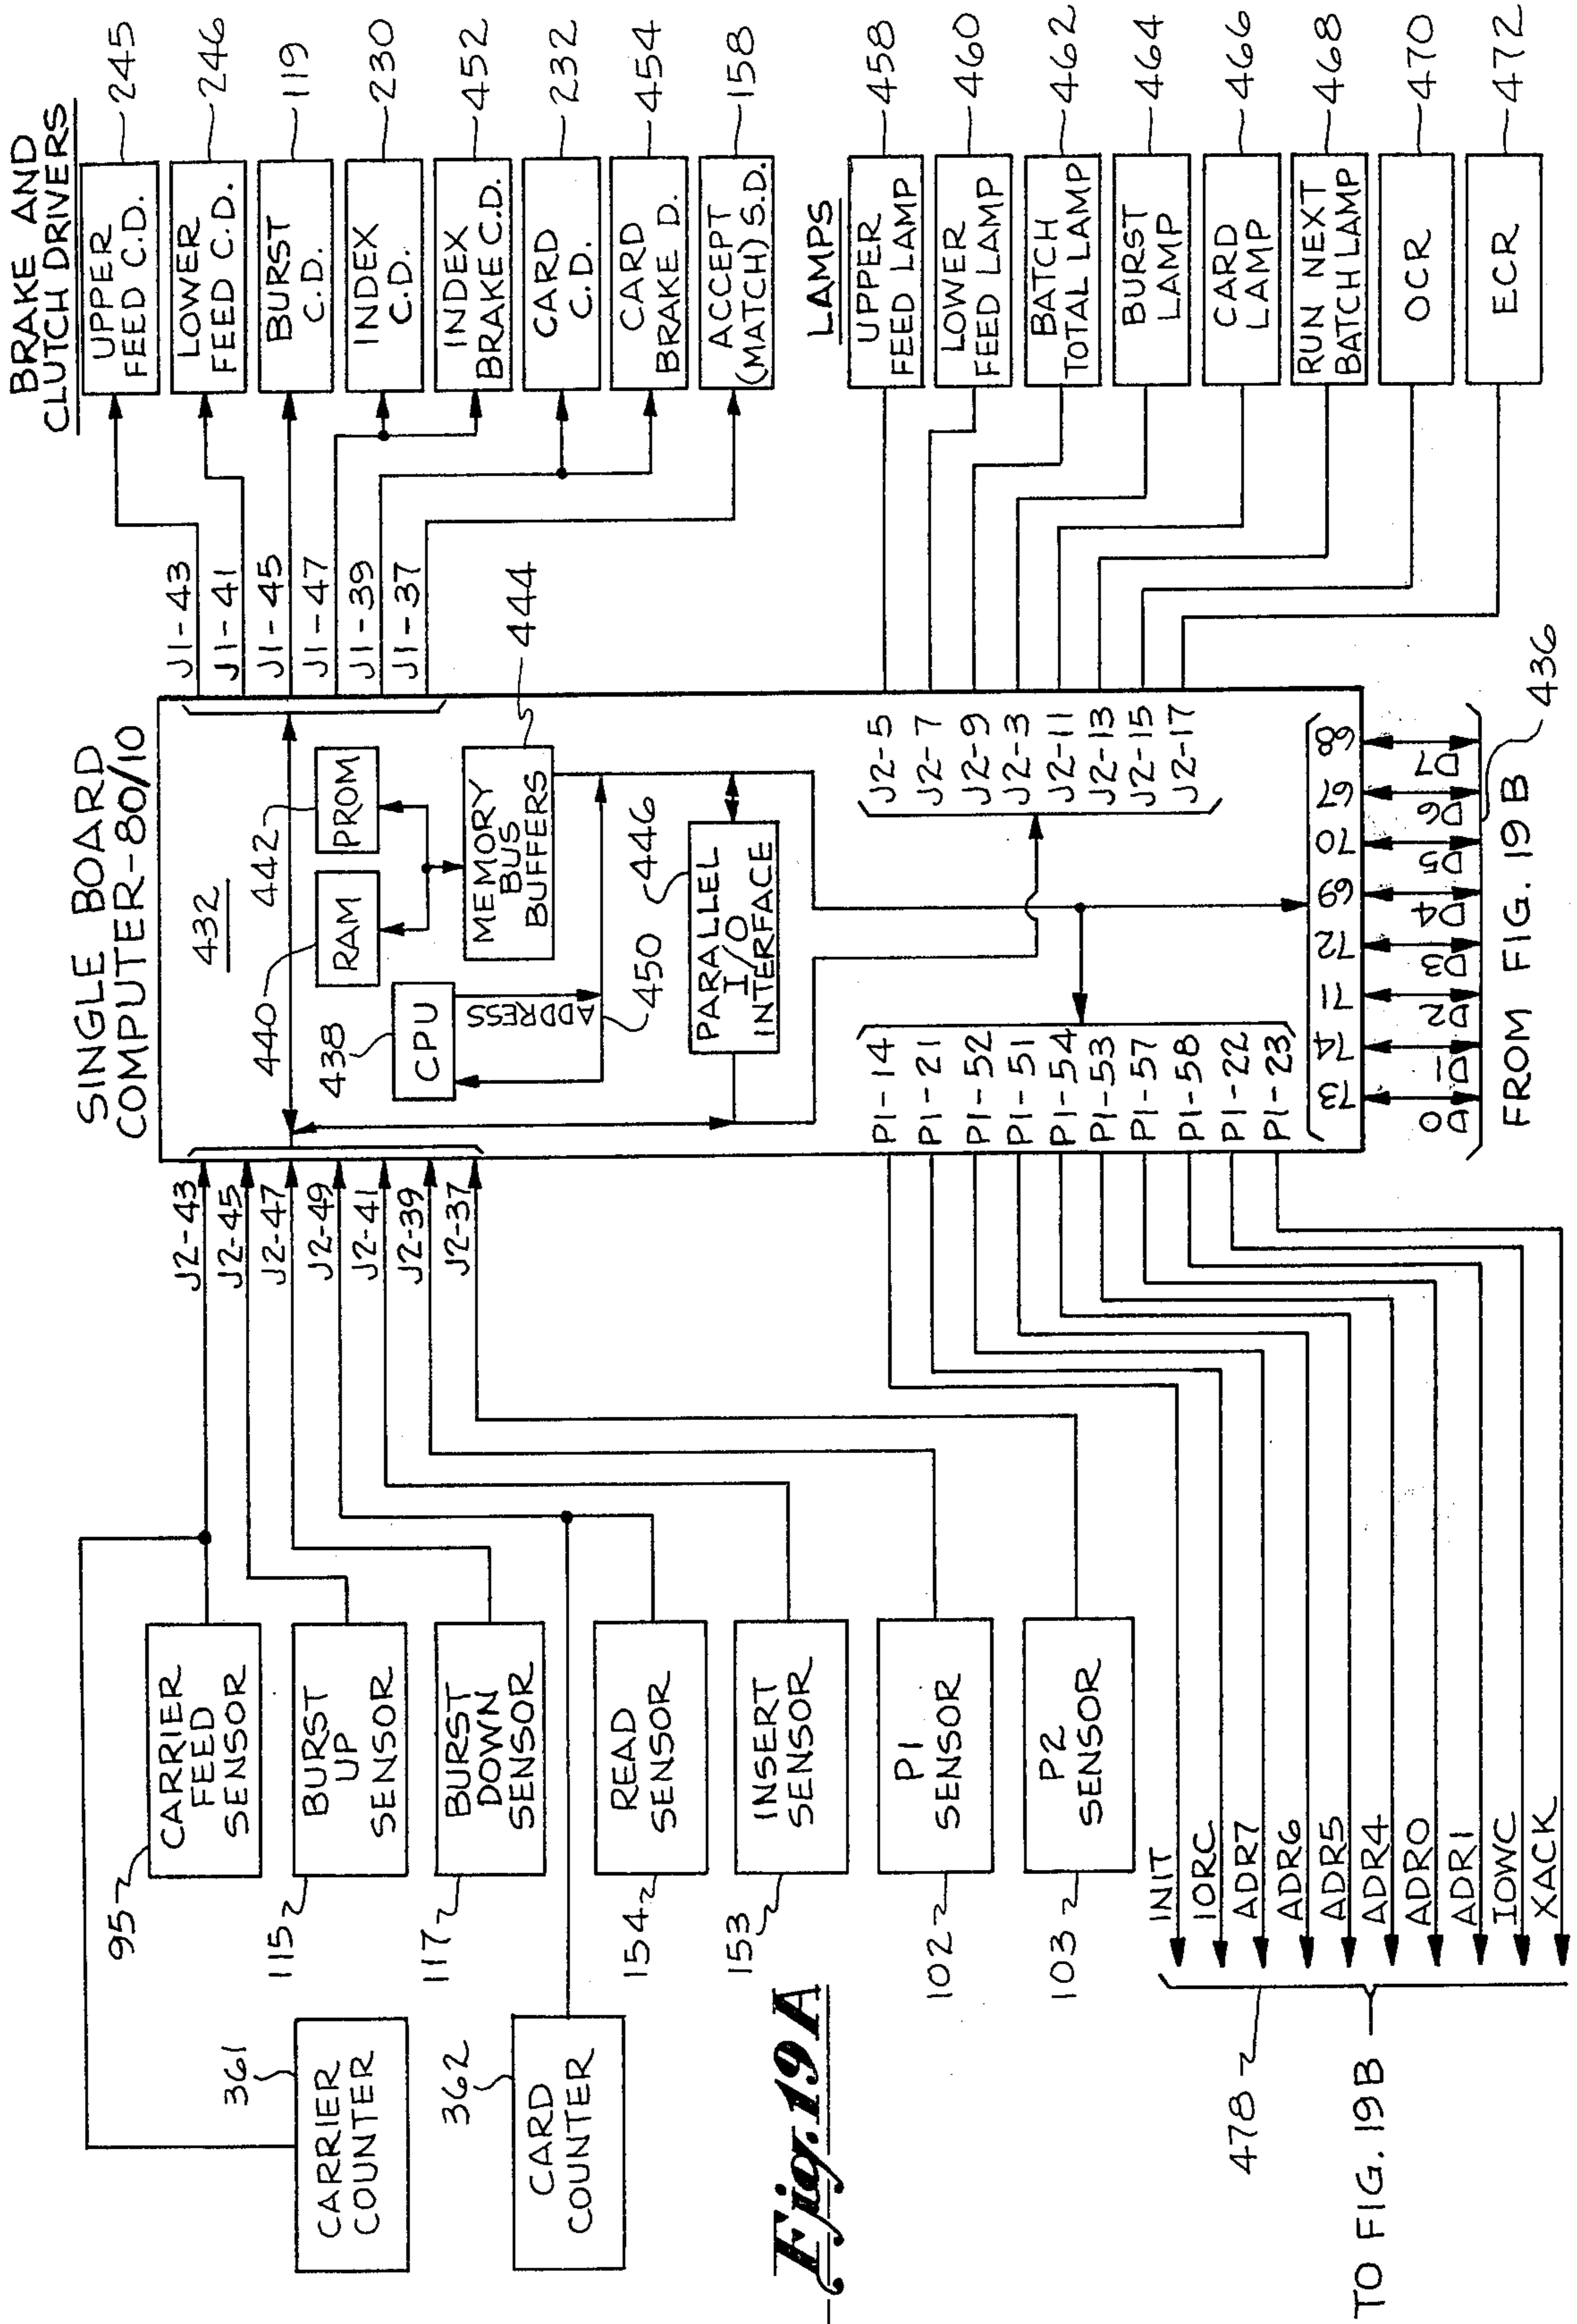 BRAKE AND
CLUTCH DRIVERS
UPPER
FEED C.D.
245
LOWER
FEED C.D.
246
BURST
C.D.
119
INDEX
C.D.
230
INDEX
BRAKE C.D.
452
CARD
C.D.
232
CARD
BRAKE D.
454
ACCEPT
(MATCH) S.D.
158
LAMPS
UPPER
FEED LAMP
458
LOWER
FEED LAMP
460
BATCH
TOTAL LAMP
462
BURST
LAMP
464
CARD
LAMP
466
RUN NEXT
BATCH LAMP
468
OCR
470
ECR
472
J1-43
J1-41
J1-45
J1-47
J1-39
J1-37
SINGLE BOARD
COMPUTER-80/10
432
440
442
RAM
PROM
444
438
CPU
ADDRESS
MEMORY
BUS
BUFFERS
450
446
PARALLEL
I/O
INTERFACE
J2-5
J2-7
J2-9
J2-3
J2-11
J2-13
J2-15
J2-17
P1-14
P1-21
P1-52
P1-51
P1-54
P1-53
P1-57
P1-58
P1-22
P1-23
73
74
71
72
69
70
67
68
D0
D1
D2
D3
D4
D5
D6
D7
436
FROM FIG. 19B
J2-43
J2-45
J2-47
J2-49
J2-41
J2-39
J2-37
CARRIER
FEED
SENSOR
95
BURST
UP
SENSOR
115
BURST
DOWN
SENSOR
117
READ
SENSOR
154
INSERT
SENSOR
153
P1
SENSOR
102
P2
SENSOR
103
361
CARRIER
COUNTER
362
CARD
COUNTER
INIT
IORC
ADR7
ADR6
ADR5
ADR4
ADR0
ADR1
IOWC
XACK
478
TO FIG. 19B
Fig. 19A